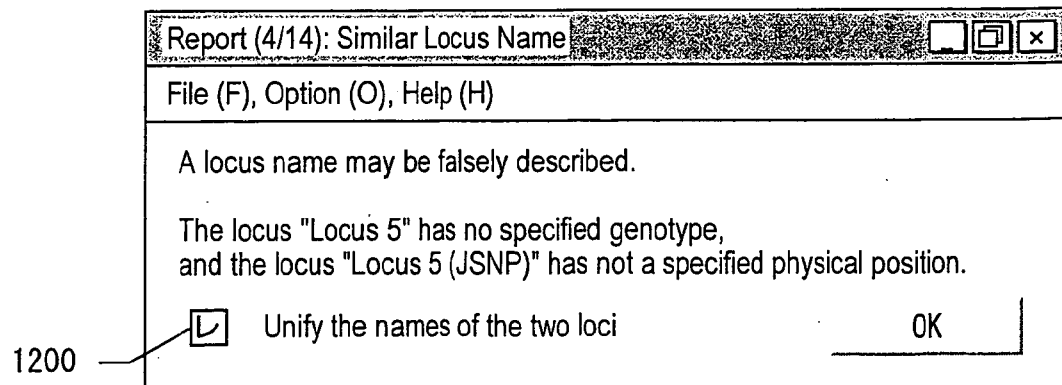 Report (4/14): Similar Locus Name
File (F), Option (O), Help (H)
A locus name may be falsely described.
The locus "Locus 5" has no specified genotype,
and the locus "Locus 5 (JSNP)" has not a specified physical position.
Unify the names of the two loci
OK
1200